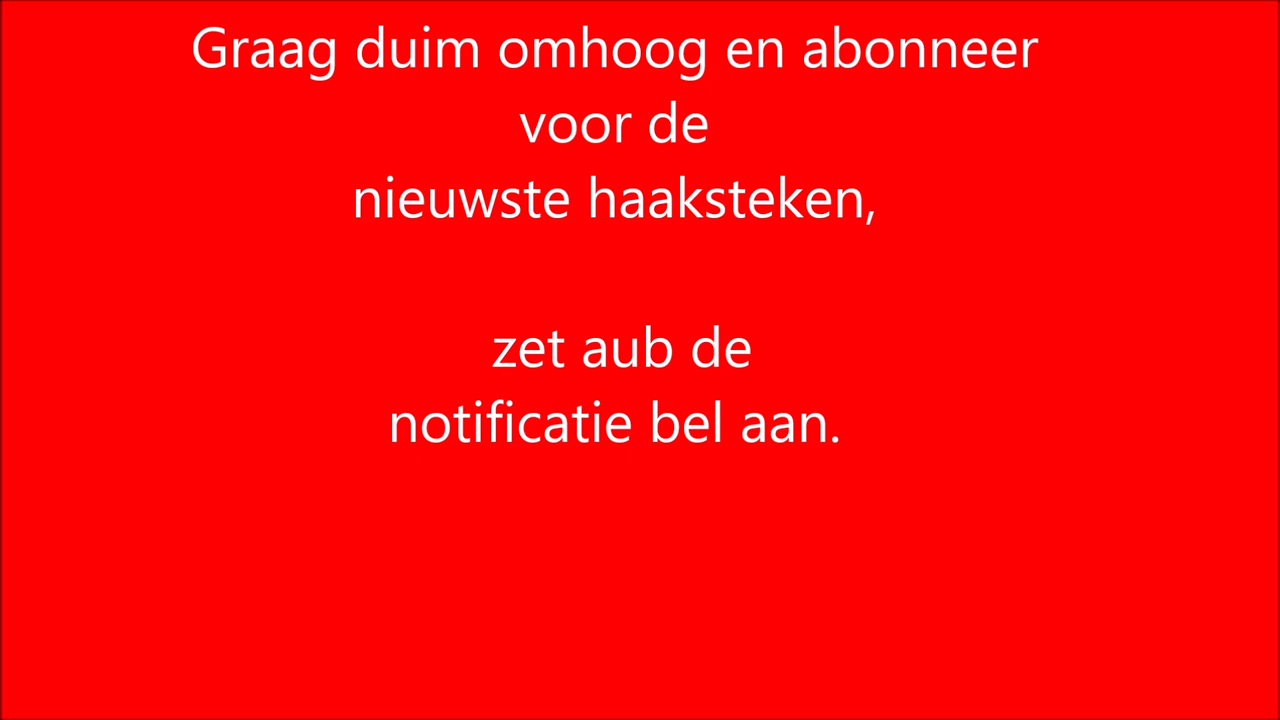 Graag duim omhoog en abonneer
voor de
nieuwste haaksteken,
zet aub de
notificatie bel aan.